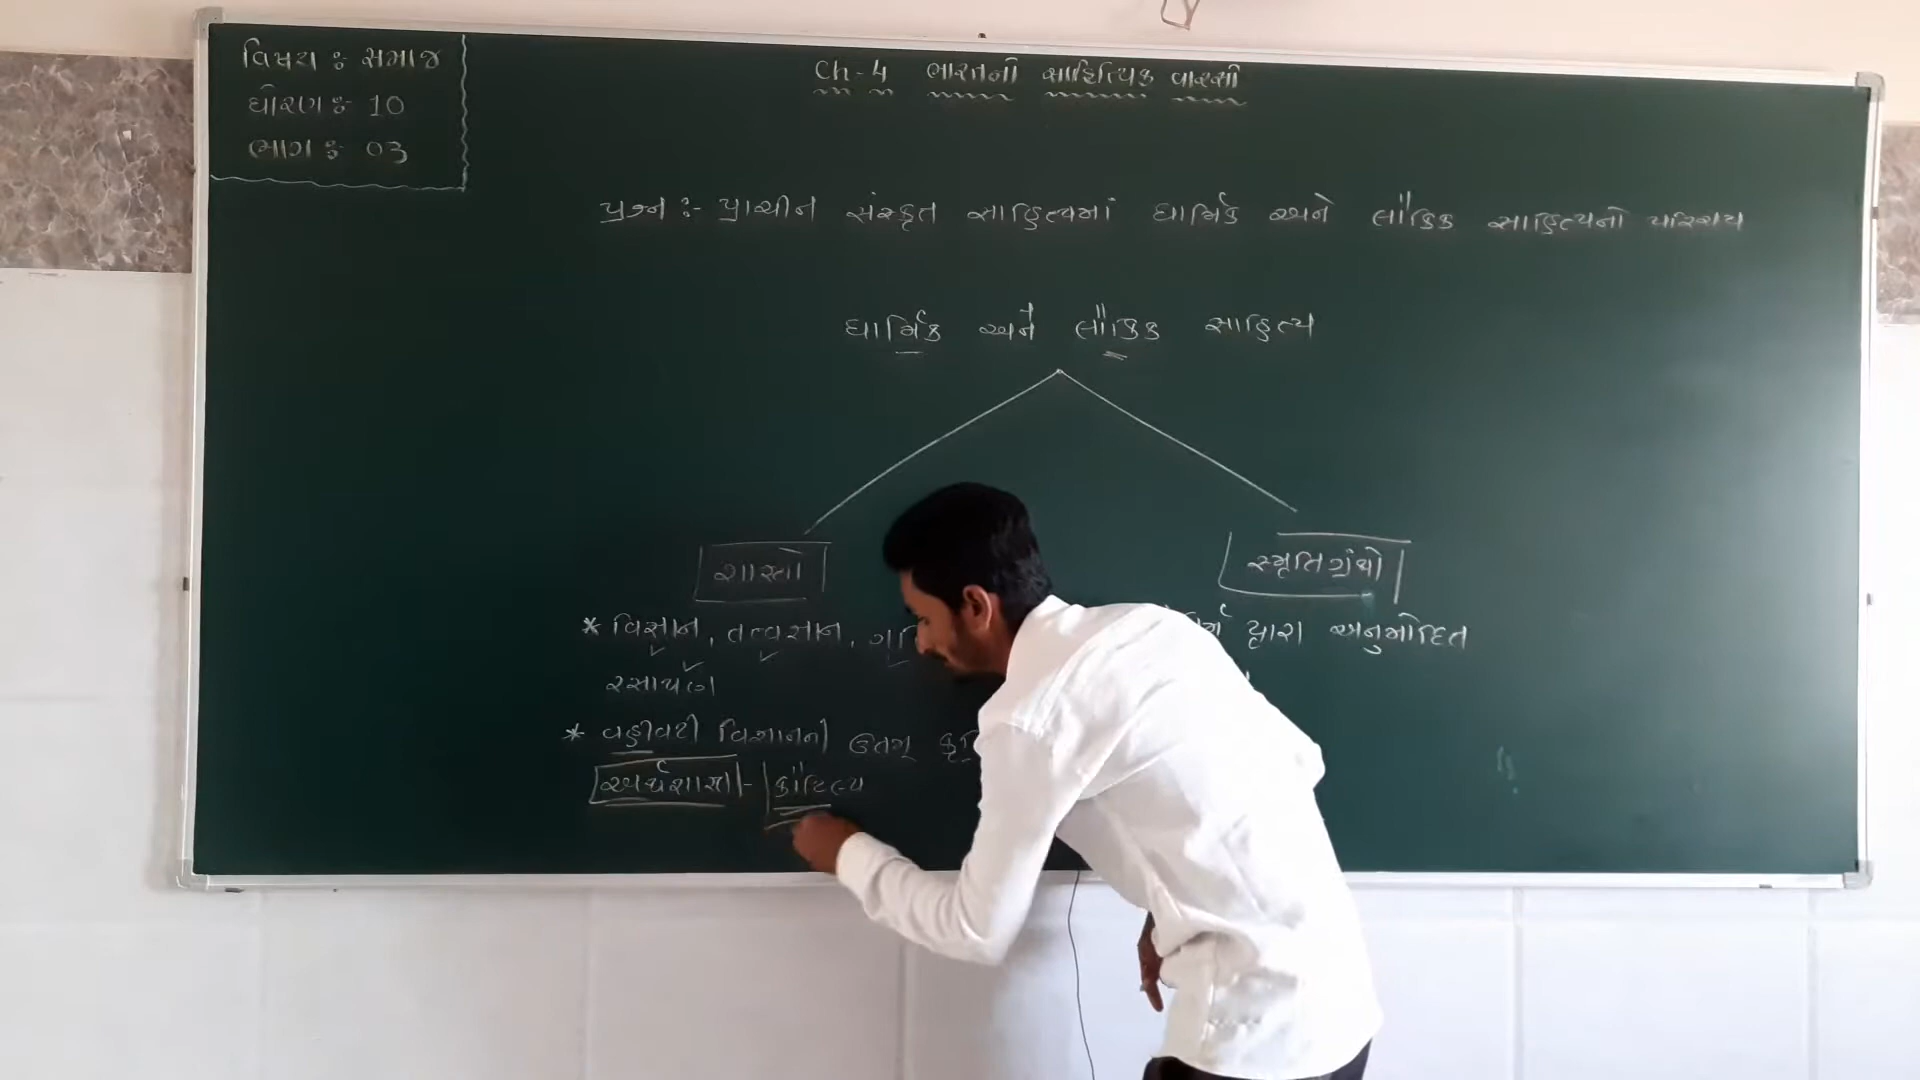 વિષય : સમાજ
ધોરણ :- 10
ભાગ :- 03
Ch-4 ભારતનો સાહિત્યિક વારસો
પ્રશ્ન :- પ્રાચીન સંસ્કૃત સાહિત્યમાં ધાર્મિક અને લૌકિક સાહિત્યનો પરિચય
ધાર્મિક અને લૌકિક સાહિત્ય
શાસ્ત્રો
સ્મૃતિગ્રંથો
* વિજ્ઞાન, તત્વજ્ઞાન,
રસાયણ
* વહીવટી વિજ્ઞાનની ઉતમ
અર્થશાસ્ત્ર - કૌટિલ્ય
દ્વારા અનુમોદિત